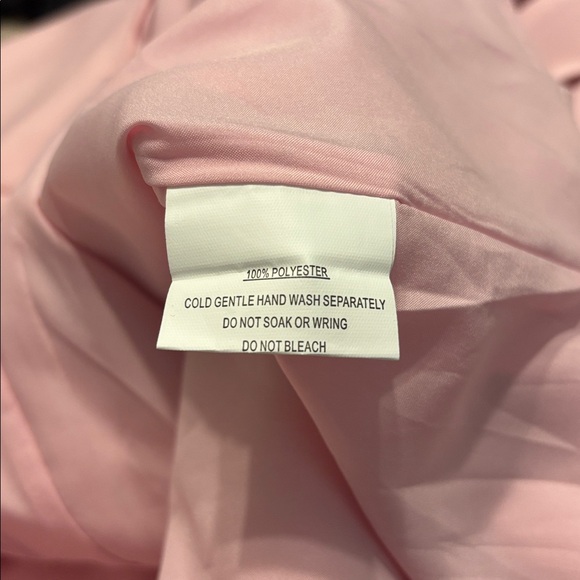 100% POLYESTER
COLD GENTLE HAND WASH SEPARATELY
DO NOT SOAK OR WRING
DO NOT BLEACH